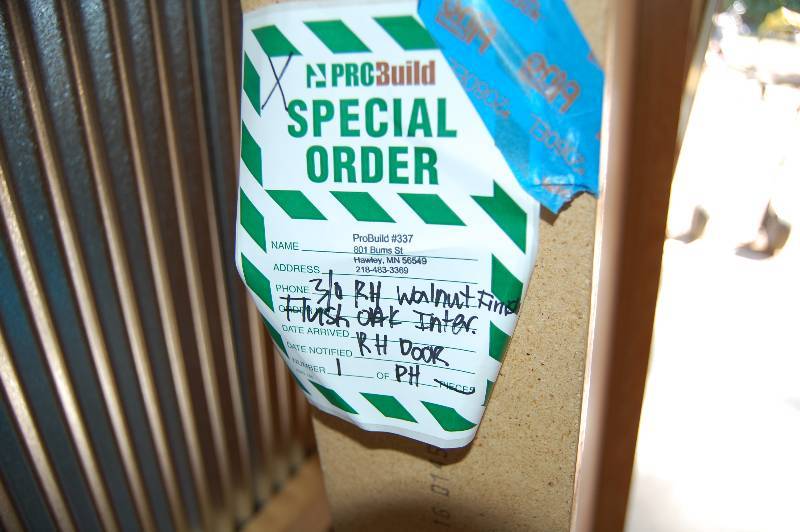 PROBuild
SPECIAL
ORDER
ProBuild #337
NAME 801 Burns St
Hawley, MN 56549
ADDRESS 218-483-3369
PHONE 3/0 RH Walnut Fini
Flush OAK Inter.
DATE ARRIVED
DATE NOTIFIED RH DOOR
NUMBER 1 OF PH PIECES